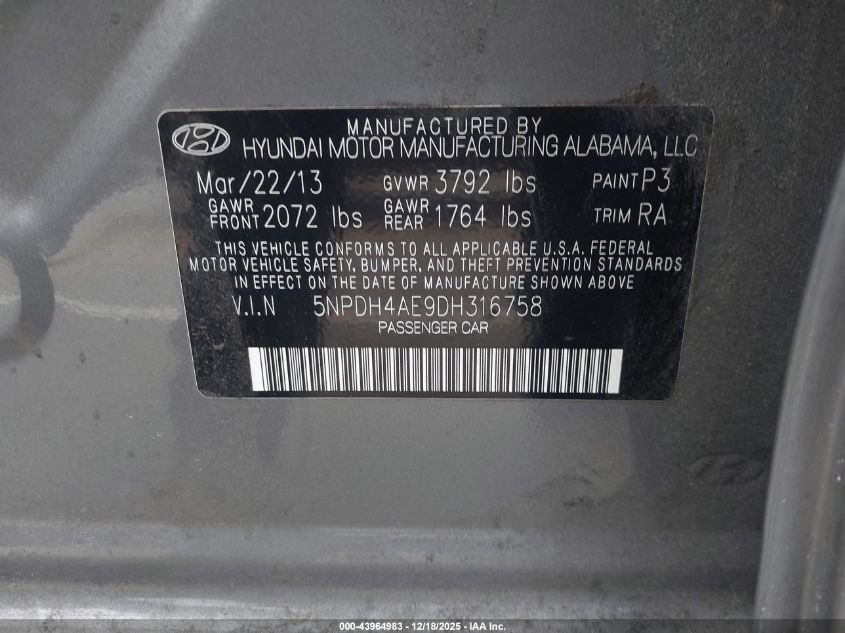 MANUFACTURED BY
HYUNDAI MOTOR MANUFACTURING ALABAMA, LLC
Mar/22/13 GVWR 3792 lbs PAINT P3
GAWR FRONT 2072 lbs GAWR REAR 1764 lbs TRIM RA
THIS VEHICLE CONFORMS TO ALL APPLICABLE U.S.A. FEDERAL
MOTOR VEHICLE SAFETY, BUMPER, AND THEFT PREVENTION STANDARDS
IN EFFECT ON THE DATE OF MANUFACTURE SHOWN ABOVE.
V.I.N 5NPDH4AE9DH316758
PASSENGER CAR
000-43964983 - 12/18/2025 - IAA Inc.